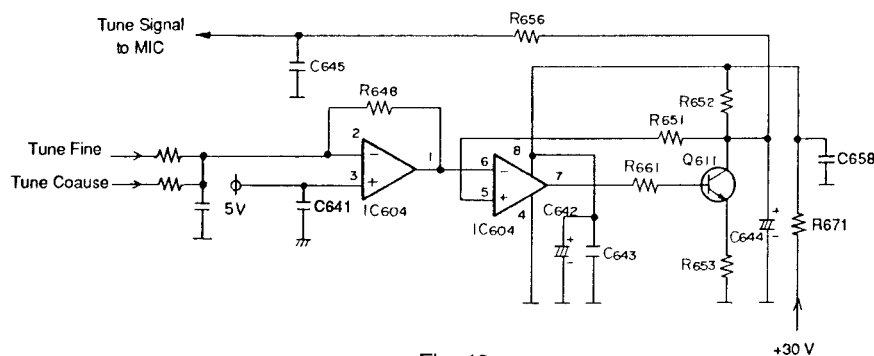 Tune Signal
to MIC
R656
C645
R648
R652
R651
Tune Fine
2
8
Q611
1
6
R661
C658
Tune Coause
3
5
7
5V
C641
IC604
C642
4
C644
R671
IC604
C643
R653
+30 V